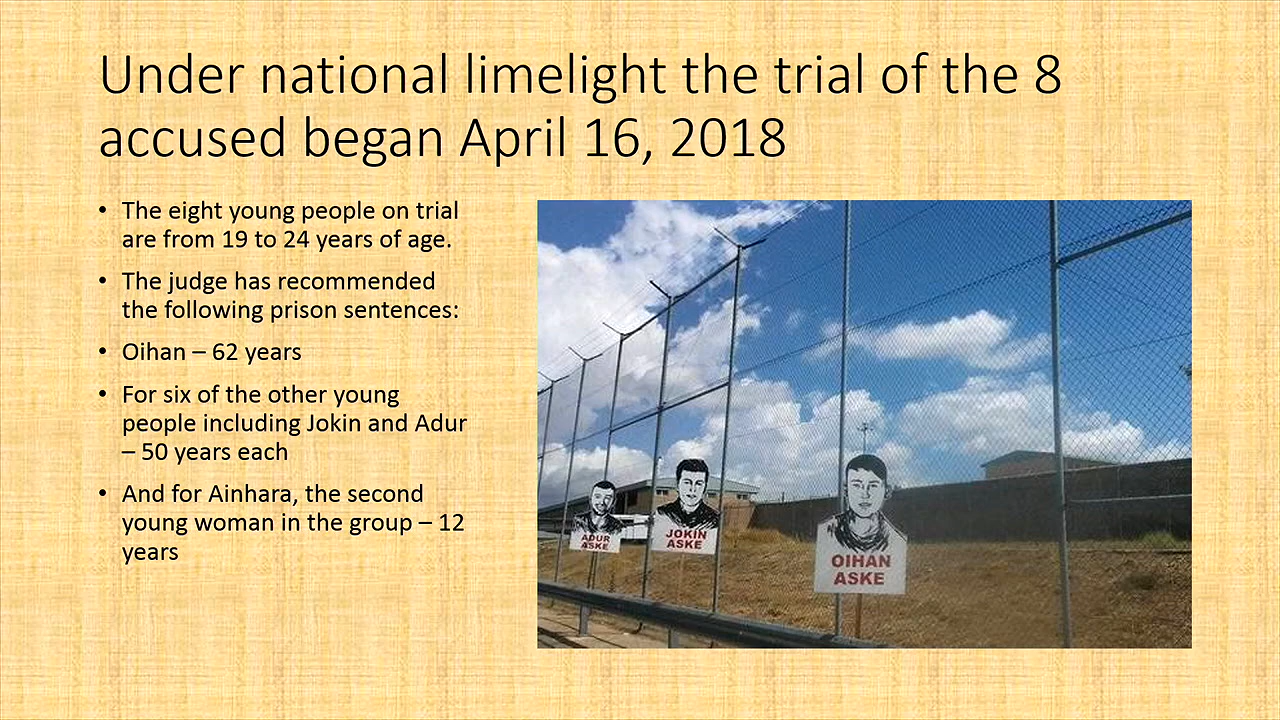 Under national limelight the trial of the 8
accused began April 16, 2018
• The eight young people on trial
are from 19 to 24 years of age.
• The judge has recommended
the following prison sentences:
• Oihan – 62 years
• For six of the other young
people including Jokin and Adur
– 50 years each
• And for Ainhara, the second
young woman in the group – 12
years
ADUR
ASKE
JOKIN
ASKE
OIHAN
ASKE